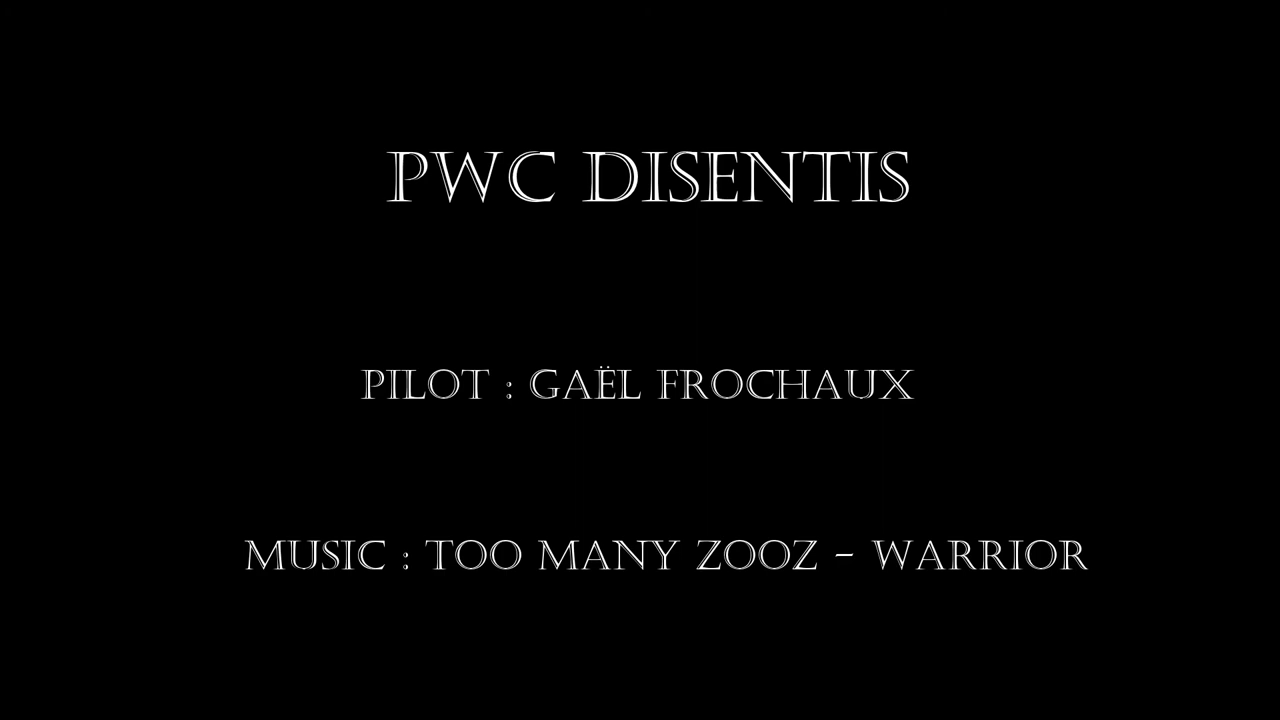 PWC DISENTIS
PILOT : GAËL FROCHAUX
MUSIC : TOO MANY ZOOZ - WARRIOR